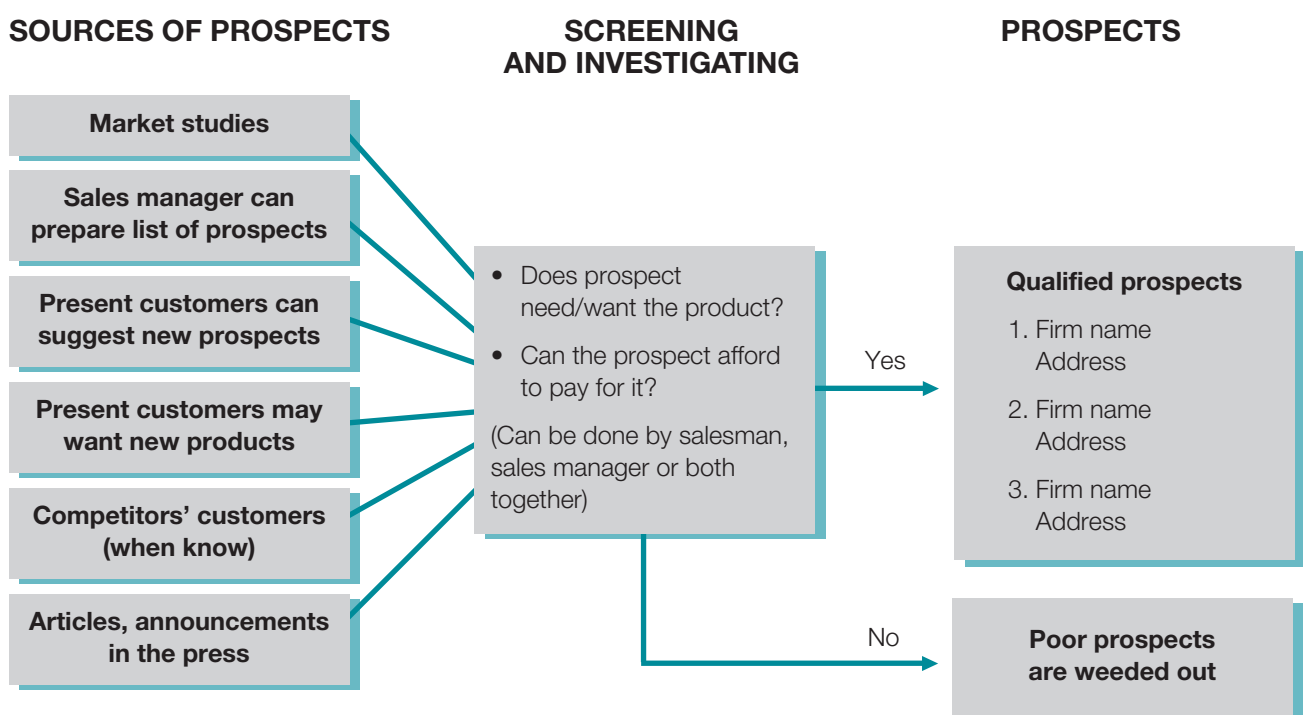 SOURCES OF PROSPECTS
SCREENING
AND INVESTIGATING
PROSPECTS
Market studies
Sales manager can
prepare list of prospects
Present customers can
suggest new prospects
Present customers may
want new products
Competitors’ customers
(when know)
Articles, announcements
in the press
• Does prospect
need/want the product?
• Can the prospect afford
to pay for it?
(Can be done by salesman,
sales manager or both
together)
Yes
No
Qualified prospects
1. Firm name
Address
2. Firm name
Address
3. Firm name
Address
Poor prospects
are weeded out